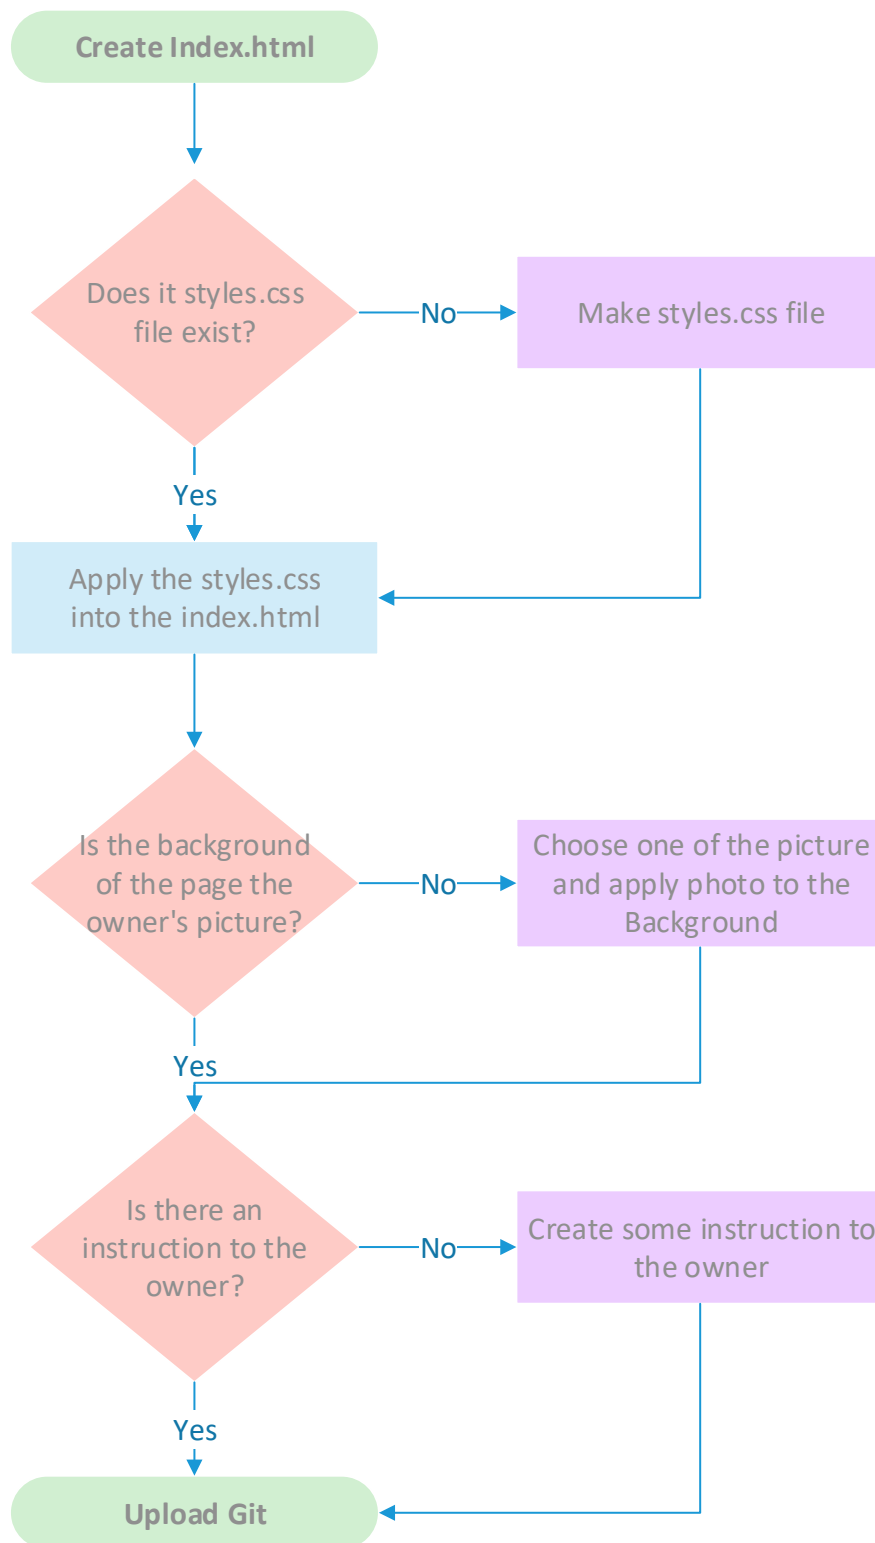 Create Index.html
Does it styles.css
file exist?
No
Make styles.css file
Yes
Apply the styles.css
into the index.html
Is the background
of the page the
owner's picture?
No
Choose one of the picture
and apply photo to the
Background
Yes
Is there an
instruction to the
owner?
No
Create some instruction to
the owner
Yes
Upload Git